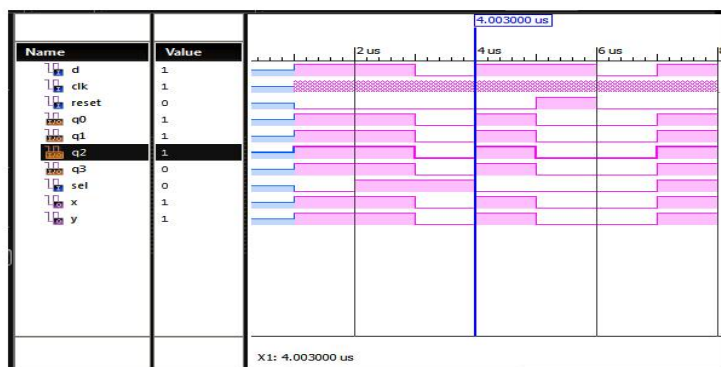 4.003000 us
Name Value 2 us 4 us 6 us 8
d 1
clk 1
reset 0
q0 1
q1 1
q2 1
q3 0
sel 0
x 1
y 1
X1: 4.003000 us